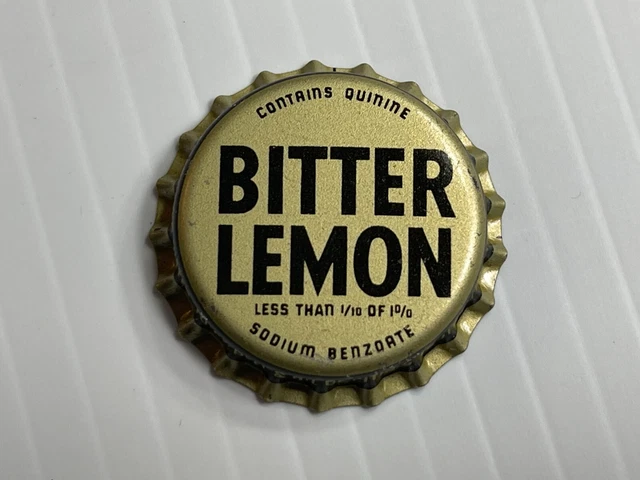 CONTAINS QUININE
BITTER
LEMON
LESS THAN 1/10 OF 1%
SODIUM BENZOATE